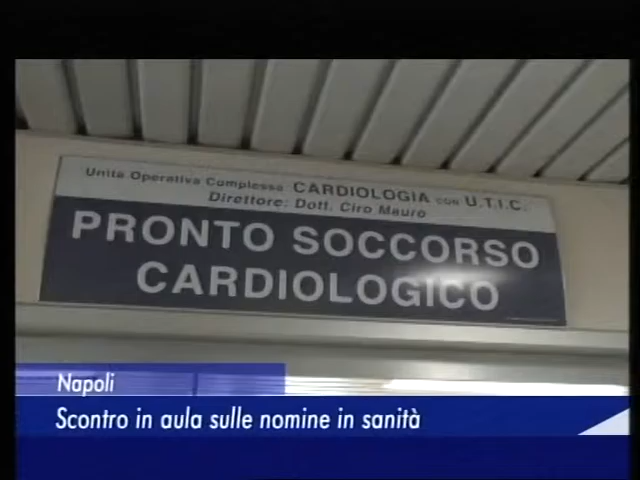 Unità Operativa Complessa CARDIOLOGIA CON U.T.I.C.
Direttore: Dott. Ciro Mauro
PRONTO SOCCORSO
CARDIOLOGICO
Napoli
Scontro in aula sulle nomine in sanità